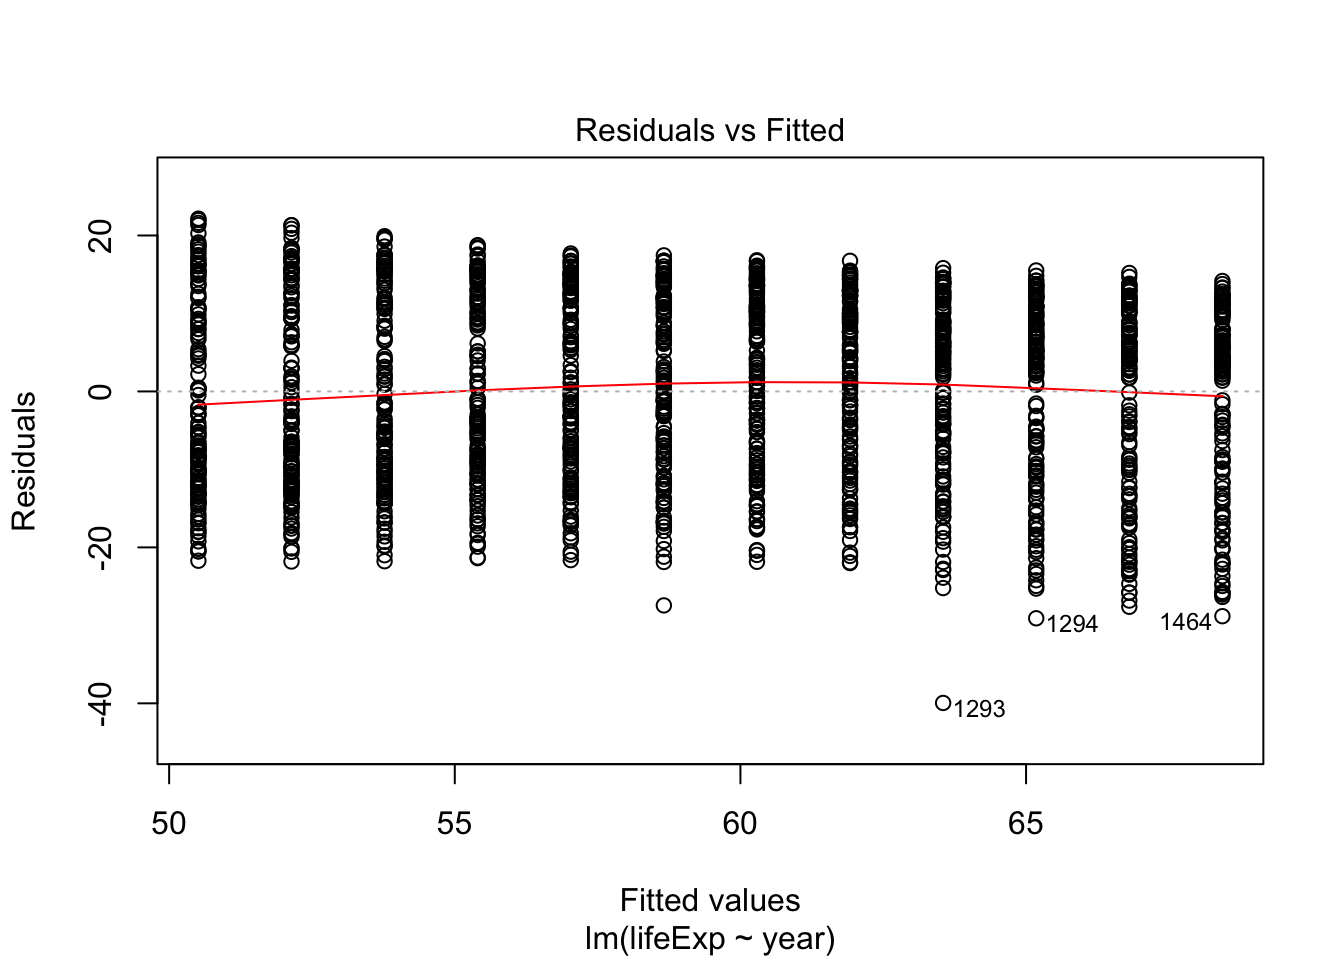 Residuals vs Fitted
Residuals
20
0
-20
-40
1294
1464
1293
50
55
60
65
Fitted values
lm(lifeExp ~ year)